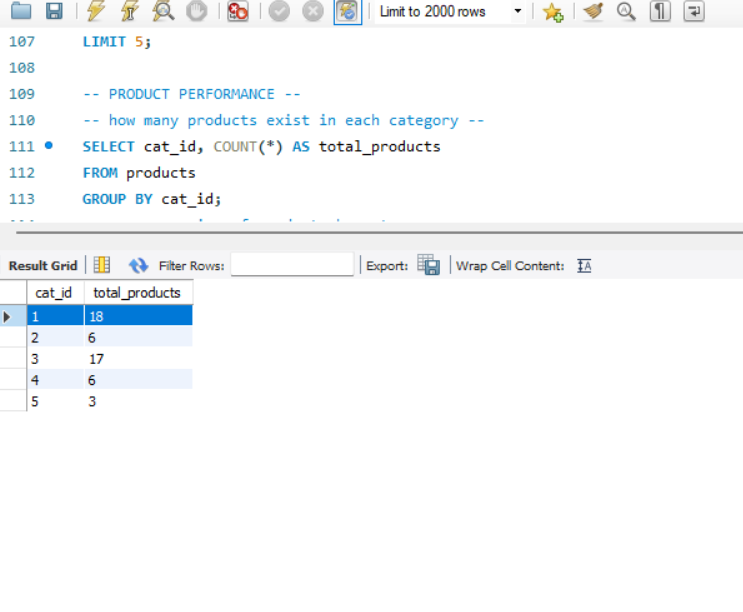 Limit to 2000 rows
107 LIMIT 5;
108
109 -- PRODUCT PERFORMANCE --
110 -- how many products exist in each category --
111 SELECT cat_id, COUNT(*) AS total_products
112 FROM products
113 GROUP BY cat_id;
Result Grid Filter Rows: Export: Wrap Cell Content:
cat_id total_products
1 18
2 6
3 17
4 6
5 3